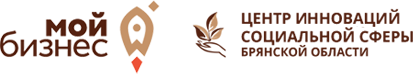 мой
бизнес
ЦЕНТР ИННОВАЦИЙ
СОЦИАЛЬНОЙ СФЕРЫ
БРЯНСКОЙ ОБЛАСТИ